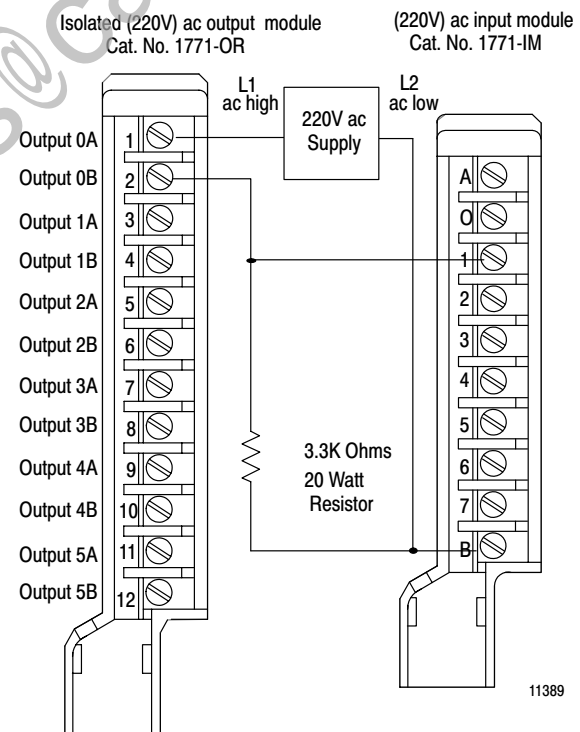 Isolated (220V) ac output module
Cat. No. 1771-OR
(220V) ac input module
Cat. No. 1771-IM
L1
ac high
220V ac
Supply
L2
ac low
Output 0A 1
Output 0B 2
Output 1A 3
Output 1B 4
Output 2A 5
Output 2B 6
Output 3A 7
Output 3B 8
Output 4A 9
Output 4B 10
Output 5A 11
Output 5B 12
A
O
1
2
3
4
5
6
7
B
3.3K Ohms
20 Watt
Resistor
11389